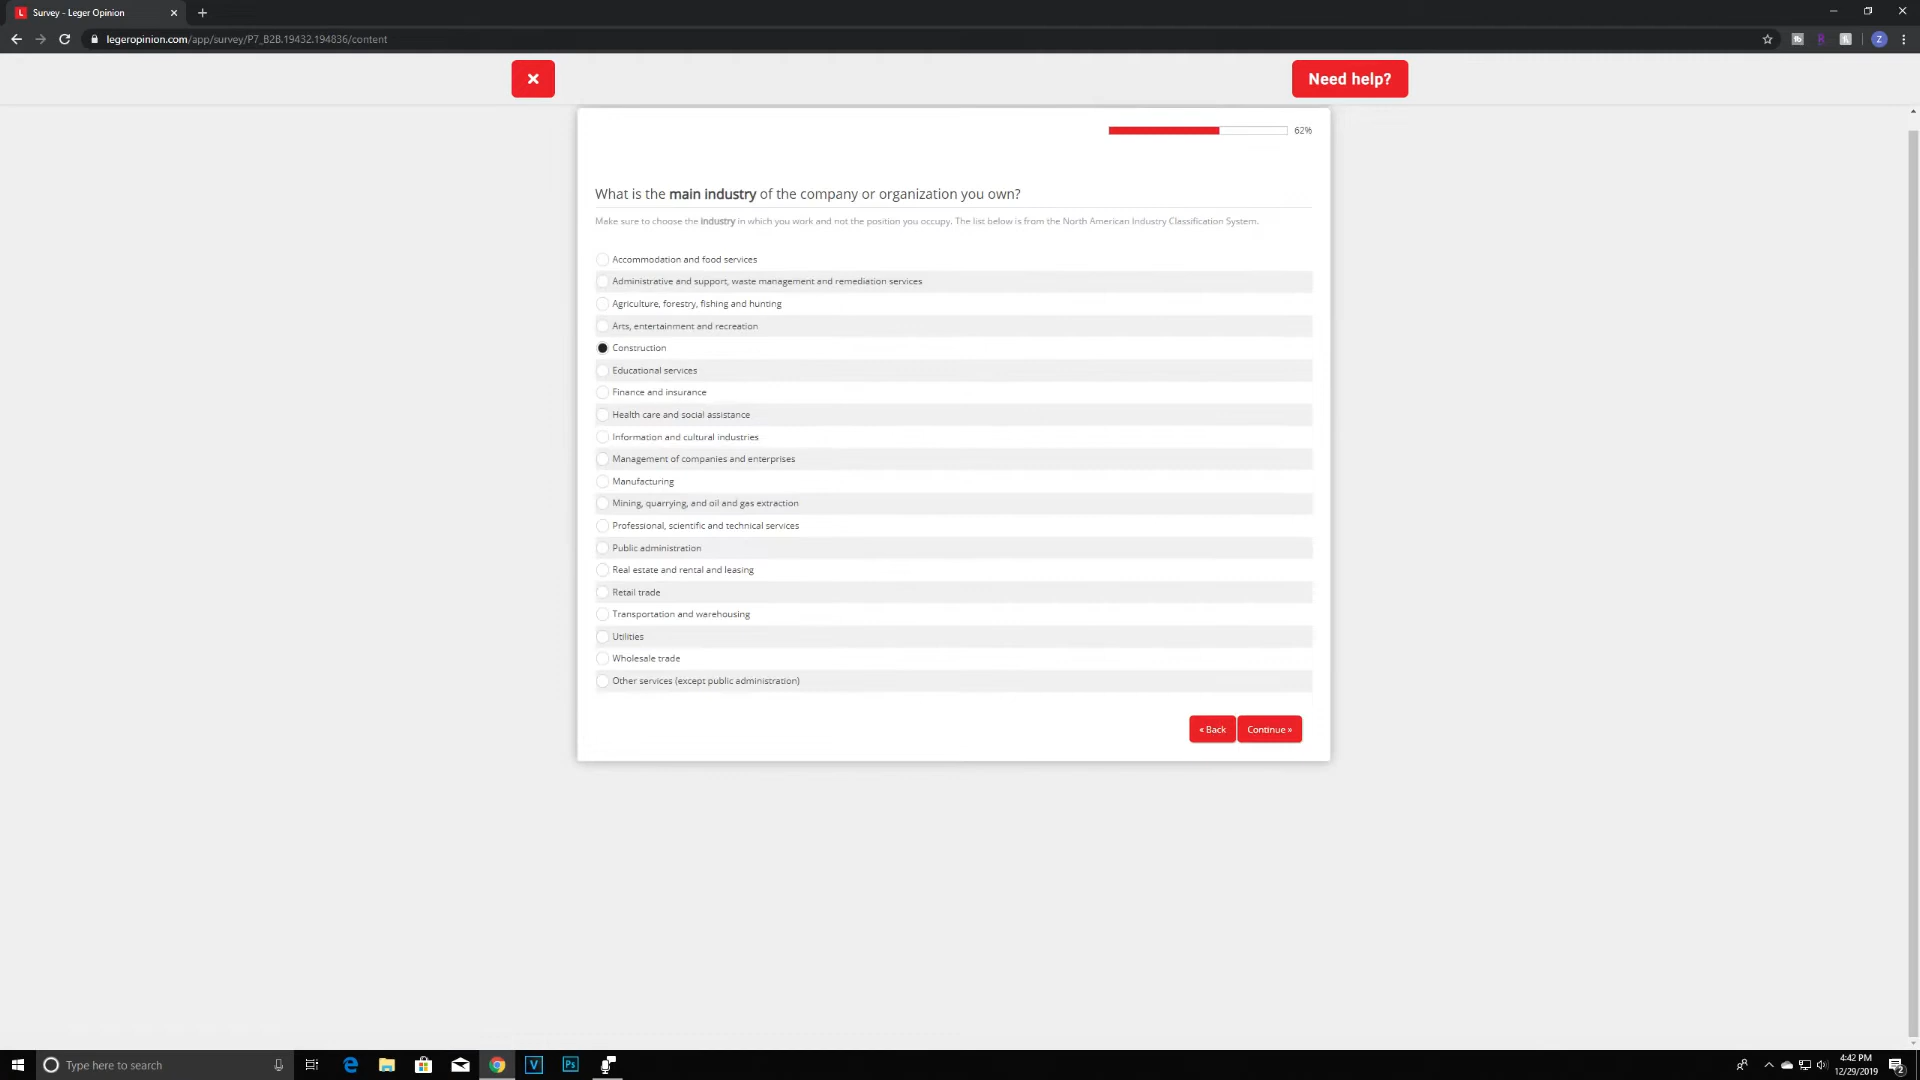 L Survey - Leger Opinion
legeropinion.com/app/survey/P7_B2B.19432.194836/content
Z
Need help?
62%
What is the main industry of the company or organization you own?
Make sure to choose the industry in which you work and not the position you occupy. The list below is from the North American Industry Classification System.
Accommodation and food services
Administrative and support, waste management and remediation services
Agriculture, forestry, fishing and hunting
Arts, entertainment and recreation
Construction
Educational services
Finance and insurance
Health care and social assistance
Information and cultural industries
Management of companies and enterprises
Manufacturing
Mining, quarrying, and oil and gas extraction
Professional, scientific and technical services
Public administration
Real estate and rental and leasing
Retail trade
Transportation and warehousing
Utilities
Wholesale trade
Other services (except public administration)
« Back
Continue »
Type here to search
V
Ps
4:42 PM
12/29/2019
2